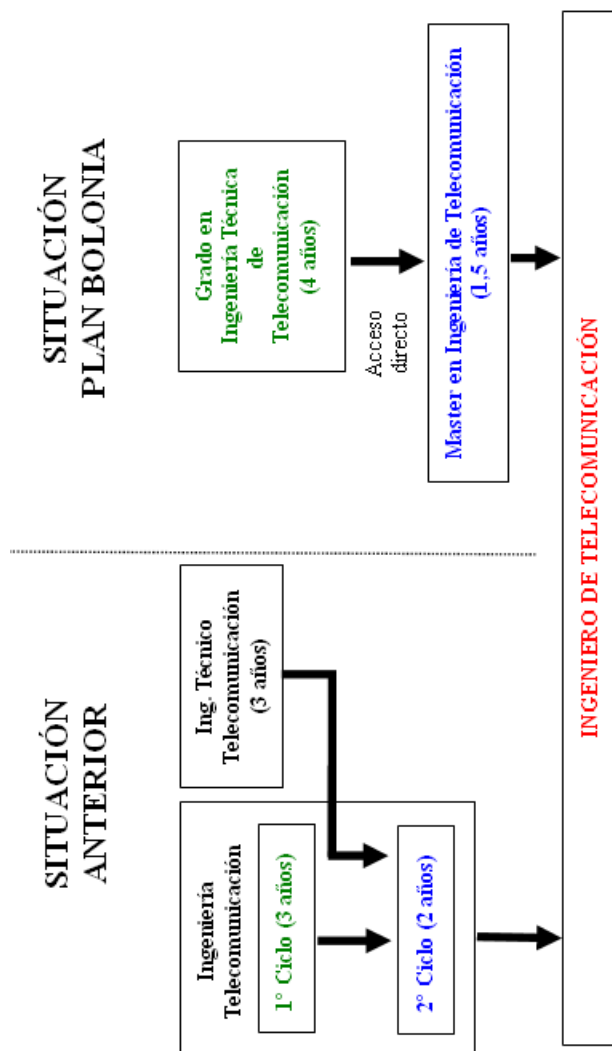 SITUACIÓN
ANTERIOR
Ingeniería
Telecomunicación
1° Ciclo (3 años)
2° Ciclo (2 años)
Ing. Técnico
Telecomunicación
(3 años)
SITUACIÓN
PLAN BOLONIA
Grado en
Ingeniería Técnica
de
Telecomunicación
(4 años)
Acceso
directo
Master en Ingeniería de Telecomunicación
(1,5 años)
INGENIERO DE TELECOMUNICACIÓN